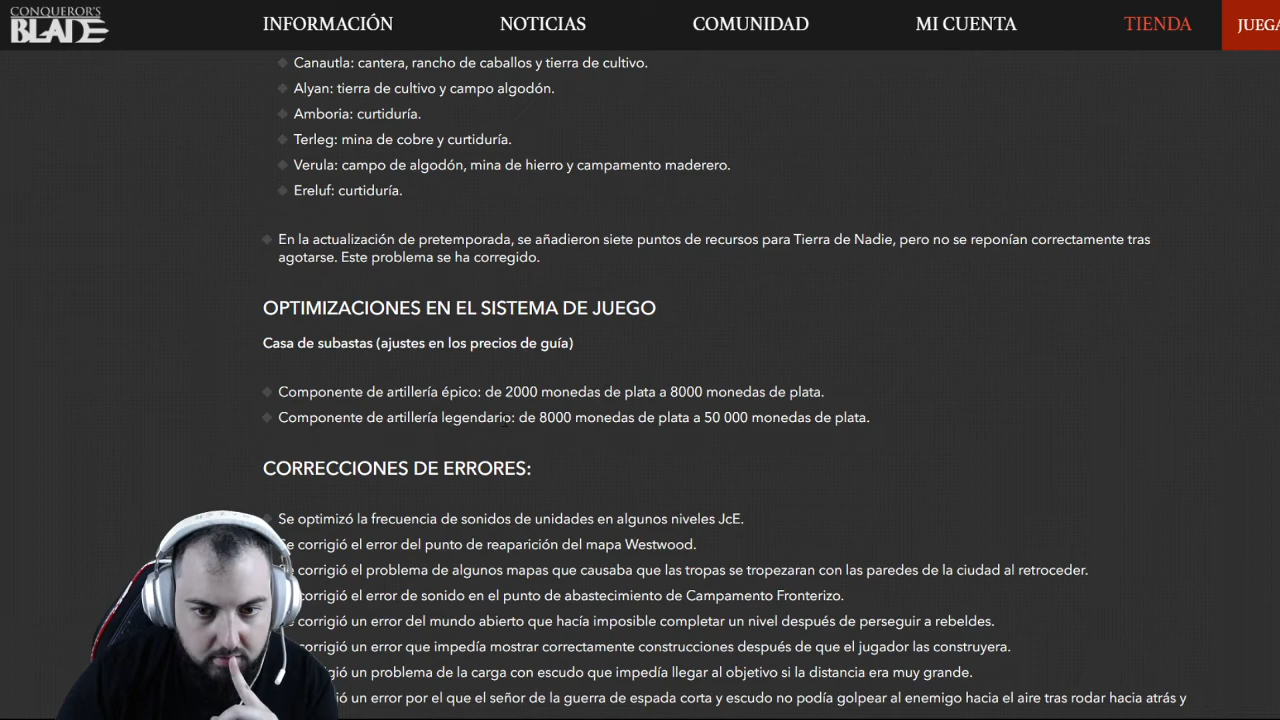 CONQUEROR'S
BLADE
INFORMACIÓN NOTICIAS COMUNIDAD MI CUENTA TIENDA JUEGA
Canautla: cantera, rancho de caballos y tierra de cultivo.
Alyan: tierra de cultivo y campo algodón.
Amboria: curtiduría.
Terleg: mina de cobre y curtiduría.
Verula: campo de algodón, mina de hierro y campamento maderero.
Ereluf: curtiduría.
En la actualización de pretemporada, se añadieron siete puntos de recursos para Tierra de Nadie, pero no se reponían correctamente tras
agotarse. Este problema se ha corregido.
OPTIMIZACIONES EN EL SISTEMA DE JUEGO
Casa de subastas (ajustes en los precios de guía)
Componente de artillería épico: de 2000 monedas de plata a 8000 monedas de plata.
Componente de artillería legendario: de 8000 monedas de plata a 50 000 monedas de plata.
CORRECCIONES DE ERRORES:
Se optimizó la frecuencia de sonidos de unidades en algunos niveles JcE.
Se corrigió el error del punto de reaparición del mapa Westwood.
corrigió el problema de algunos mapas que causaba que las tropas se tropezaran con las paredes de la ciudad al retroceder.
corrigió el error de sonido en el punto de abastecimiento de Campamento Fronterizo.
corrigió un error del mundo abierto que hacía imposible completar un nivel después de perseguir a rebeldes.
corrigió un error que impedía mostrar correctamente construcciones después de que el jugador las construyera.
igió un problema de la carga con escudo que impedía llegar al objetivo si la distancia era muy grande.
ió un error por el que el señor de la guerra de espada corta y escudo no podía golpear al enemigo hacia el aire tras rodar hacia atrás y